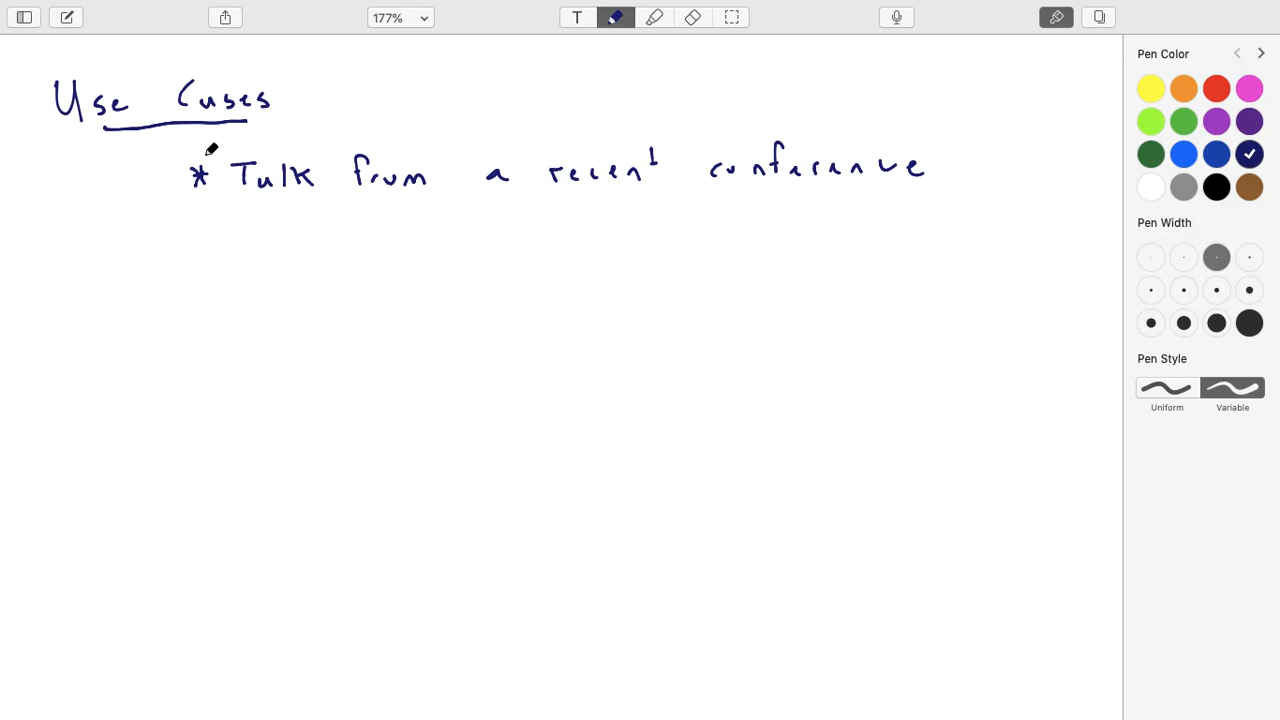 177%
T
Use Cases
* Talk from a recent conference
Pen Color
Pen Width
Pen Style
Uniform
Variable